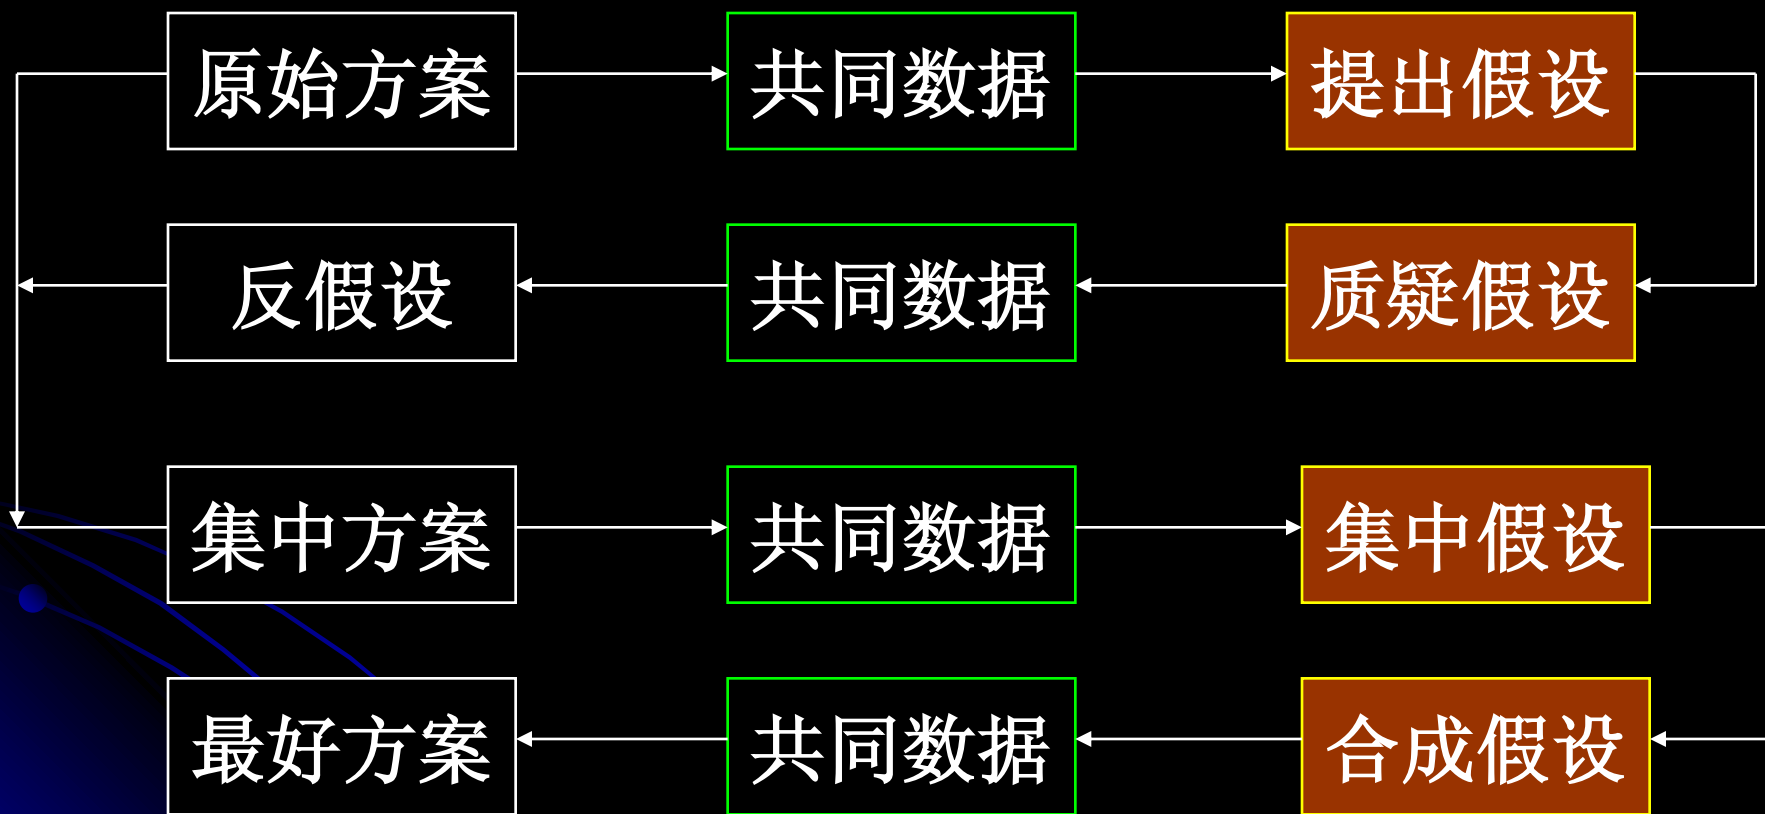 原始方案 共同数据 提出假设
反假设 共同数据 质疑假设
集中方案 共同数据 集中假设
最好方案 共同数据 合成假设